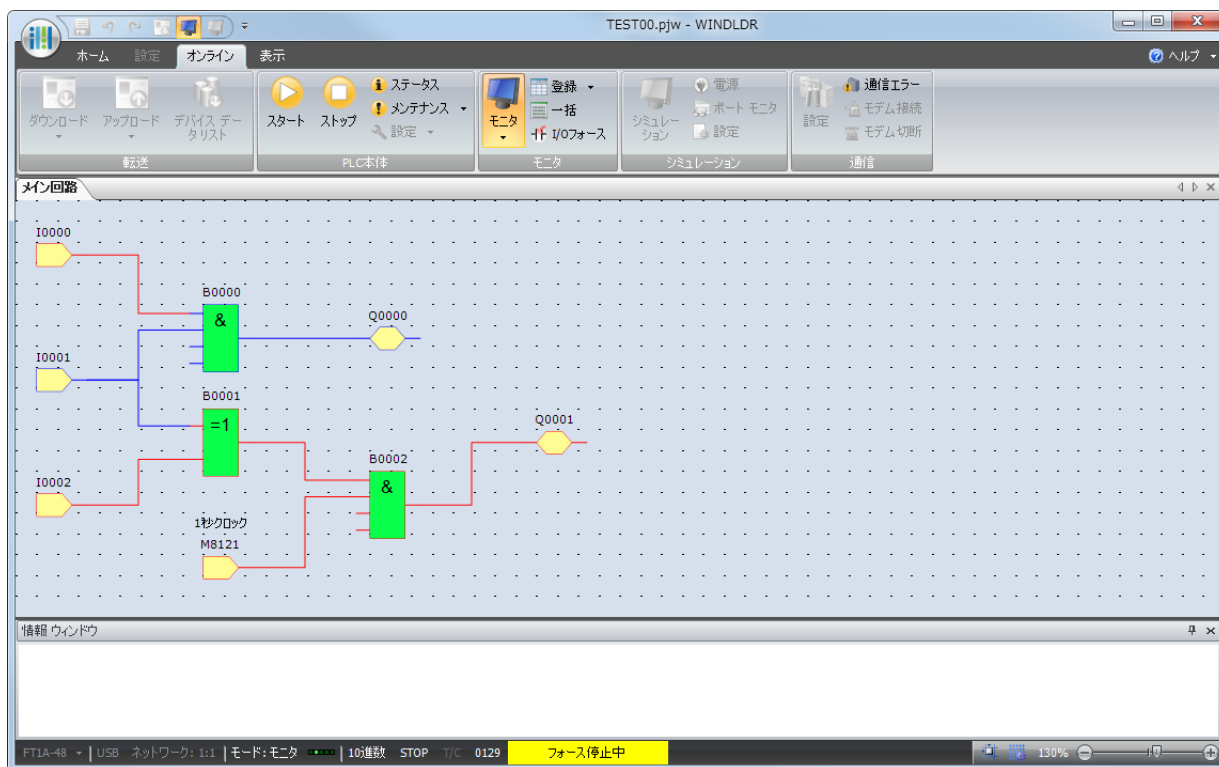 TEST00.pjw - WINDLDR
ホーム 設定 オンライン 表示 ヘルプ
ダウンロード アップロード デバイス データリスト
転送
スタート ストップ ステータス メンテナンス 設定
PLC本体
モニタ 登録 一括 I/Oフォース
モニタ
シミュレーション 電源 ポート モニタ 設定
シミュレーション
設定 通信エラー モデム接続 モデム切断
通信
メイン回路
I0000
B0000
&
Q0000
I0001
B0001
=1
Q0001
B0002
&
I0002
1秒クロック
M8121
情報 ウィンドウ
FT1A-48 USB ネットワーク: 1:1 モード: モニタ 10進数 STOP T/C 0129 フォース停止中 130%